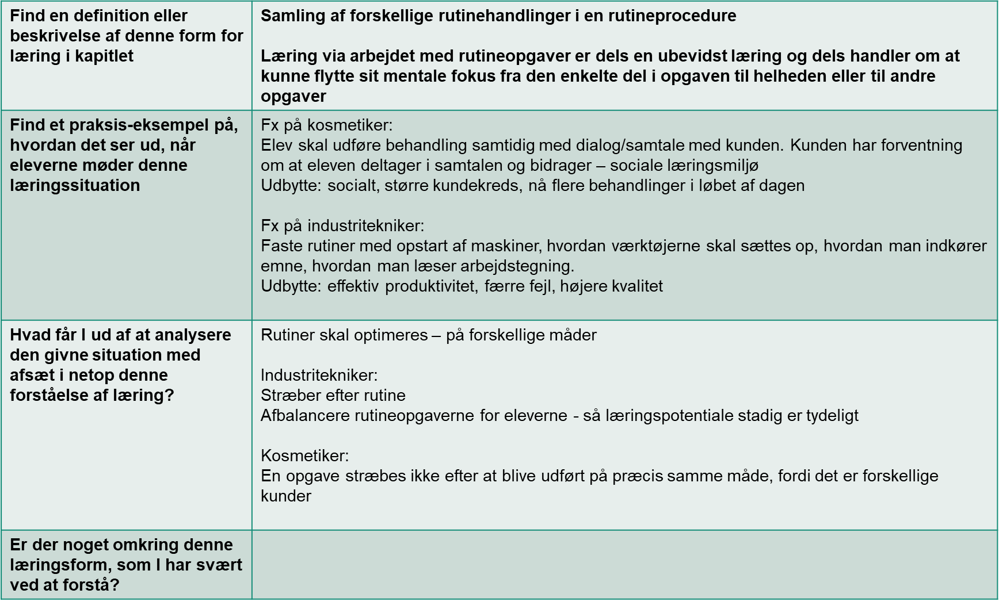 Find en definition eller
beskrivelse af denne form for
læring i kapitlet
Samling af forskellige rutinehandlinger i en rutineprocedure
Læring via arbejdet med rutineopgaver er dels en ubevidst læring og dels handler om at
kunne flytte sit mentale fokus fra den enkelte del i opgaven til helheden eller til andre
opgaver
Find et praksis-eksempel på,
hvordan det ser ud, når
eleverne møder denne
læringssituation
Fx på kosmetiker:
Elev skal udføre behandling samtidig med dialog/samtale med kunden. Kunden har forventning
om at eleven deltager i samtalen og bidrager – sociale læringsmiljø
Udbytte: socialt, større kundekreds, nå flere behandlinger i løbet af dagen
Fx på industritekniker:
Faste rutiner med opstart af maskiner, hvordan værktøjerne skal sættes op, hvordan man indkører
emne, hvordan man læser arbejdstegning.
Udbytte: effektiv produktivitet, færre fejl, højere kvalitet
Hvad får I ud af at analysere
den givne situation med
afsæt i netop denne
forståelse af læring?
Rutiner skal optimeres – på forskellige måder
Industritekniker:
Stræber efter rutine
Afbalancere rutineopgaverne for eleverne - så læringspotentiale stadig er tydeligt
Kosmetiker:
En opgave stræbes ikke efter at blive udført på præcis samme måde, fordi det er forskellige
kunder
Er der noget omkring denne
læringsform, som I har svært
ved at forstå?